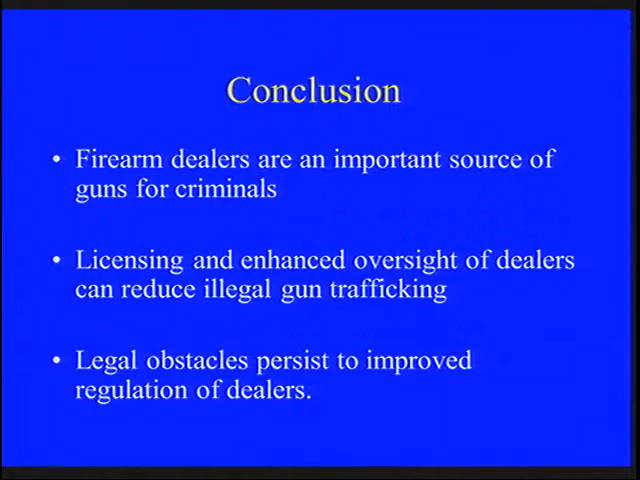 Conclusion
• Firearm dealers are an important source of
guns for criminals
• Licensing and enhanced oversight of dealers
can reduce illegal gun trafficking
• Legal obstacles persist to improved
regulation of dealers.